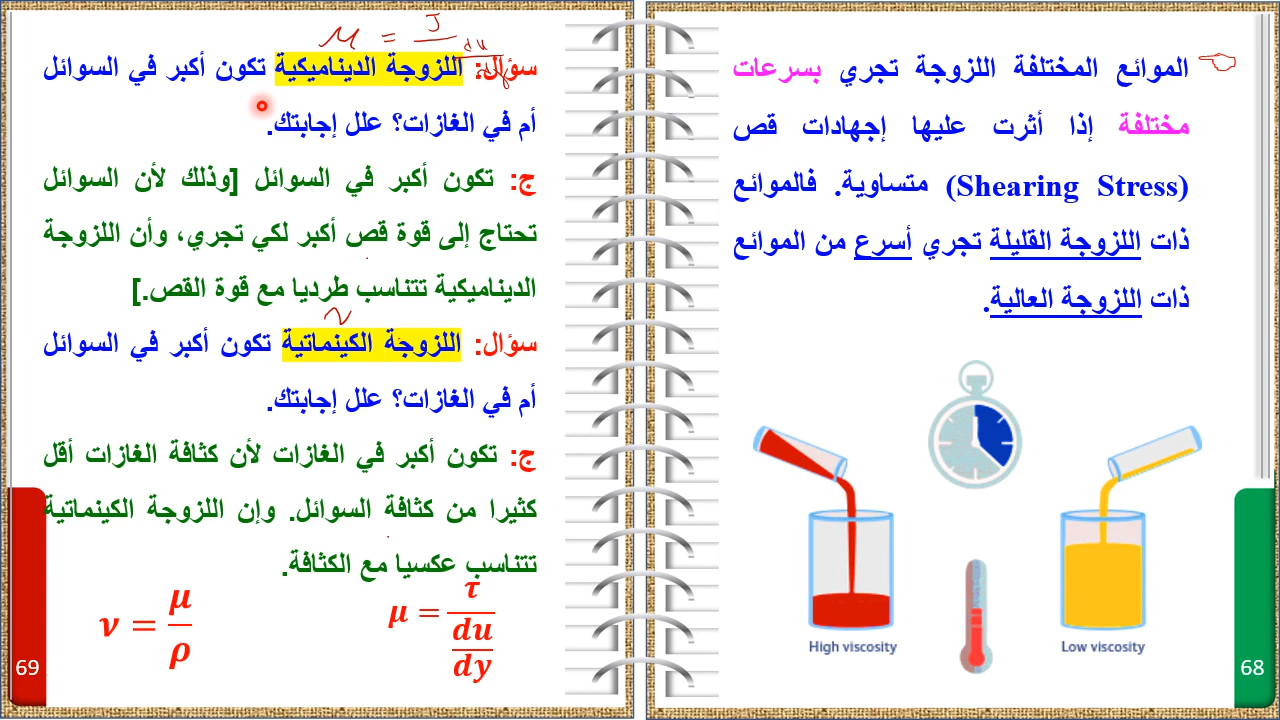 الموائع المختلفة اللزوجة تجري بسرعات
مختلفة إذا أثرت عليها إجهادات قص
(Shearing Stress) متساوية. فالموائع
ذات اللزوجة القليلة تجري أسرع من الموائع
ذات اللزوجة العالية.
High viscosity
Low viscosity
68
μ =
du
سؤال: اللزوجة الديناميكية تكون أكبر في السوائل
أم في الغازات؟ علل إجابتك.
ج: تكون أكبر في السوائل [وذلك لأن السوائل
تحتاج إلى قوة قص أكبر لكي تجري، وأن اللزوجة
الديناميكية تتناسب طرديا مع قوة القص.]
سؤال: اللزوجة الكينماتية تكون أكبر في السوائل
أم في الغازات؟ علل إجابتك.
ج: تكون أكبر في الغازات لأن كثافة الغازات أقل
كثيرا من كثافة السوائل. وإن اللزوجة الكينماتية
تتناسب عكسيا مع الكثافة.
μ = τ
du
dy
ν = μ
ρ
69